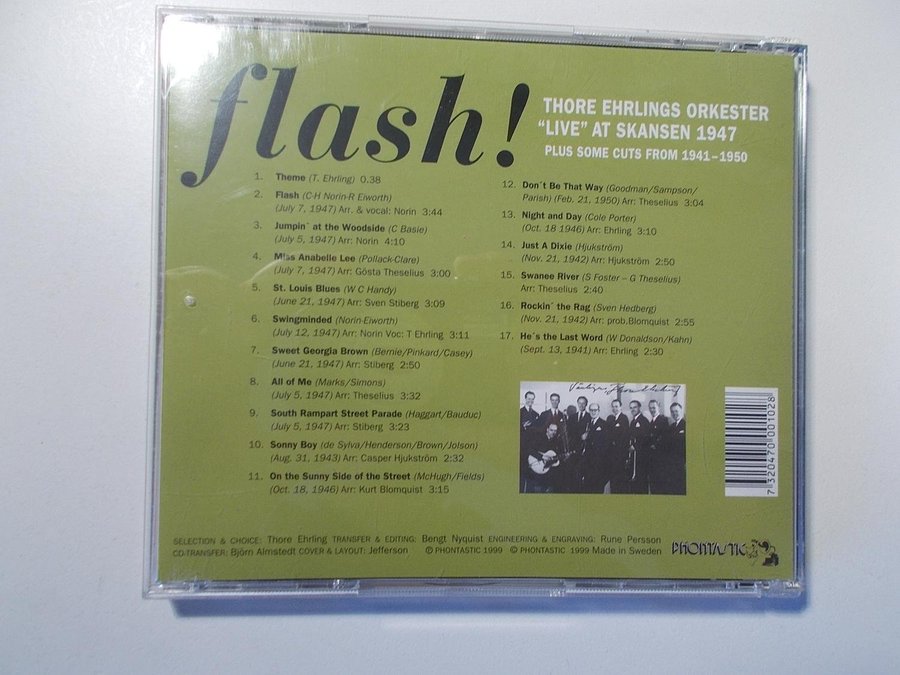 flash!
THORE EHRLINGS ORKESTER
"LIVE" AT SKANSEN 1947
PLUS SOME CUTS FROM 1941–1950
1. Theme (T. Ehrling) 0.38
2. Flash (C-H Norin-R Eiworth)
(July 7, 1947) Arr. & vocal: Norin 3:44
3. Jumpin´ at the Woodside (C Basie)
(July 5, 1947) Arr: Norin 4:10
4. Miss Anabelle Lee (Pollack-Clare)
(July 7, 1947) Arr: Gösta Theselius 3:00
5. St. Louis Blues (W C Handy)
(June 21, 1947) Arr: Sven Stiberg 3:09
6. Swingminded (Norin-Eiworth)
(July 12, 1947) Arr: Norin Voc: T Ehrling 3:11
7. Sweet Georgia Brown (Bernie/Pinkard/Casey)
(June 21, 1947) Arr: Stiberg 2:50
8. All of Me (Marks/Simons)
(July 5, 1947) Arr: Theselius 3:32
9. South Rampart Street Parade (Haggart/Bauduc)
(July 5, 1947) Arr: Stiberg 3:23
10. Sonny Boy (de Sylva/Henderson/Brown/Jolson)
(Aug. 31, 1943) Arr: Casper Hjukström 2:32
11. On the Sunny Side of the Street (McHugh/Fields)
(Oct. 18, 1946) Arr: Kurt Blomquist 3:15
12. Don´t Be That Way (Goodman/Sampson/
Parish) (Feb. 21, 1950) Arr: Theselius 3:04
13. Night and Day (Cole Porter)
(Oct. 18 1946) Arr: Ehrling 3:10
14. Just A Dixie (Hjukström)
(Nov. 21, 1942) Arr: Hjukström 2:50
15. Swanee River (S Foster – G Theselius)
Arr: Theselius 2:40
16. Rockin´ the Rag (Sven Hedberg)
(Nov. 21, 1942) Arr: prob.Blomquist 2:55
17. He´s the Last Word (W Donaldson/Kahn)
(Sept. 13, 1941) Arr: Ehrling 2:30
7 320470 001028
SELECTION & CHOICE: Thore Ehrling TRANSFER & EDITING: Bengt Nyquist ENGINEERING & ENGRAVING: Rune Persson
CD-TRANSFER: Björn Almstedt COVER & LAYOUT: Jefferson ℗ PHONTASTIC 1999 © PHONTASTIC 1999 Made in Sweden
PHONTASTIC